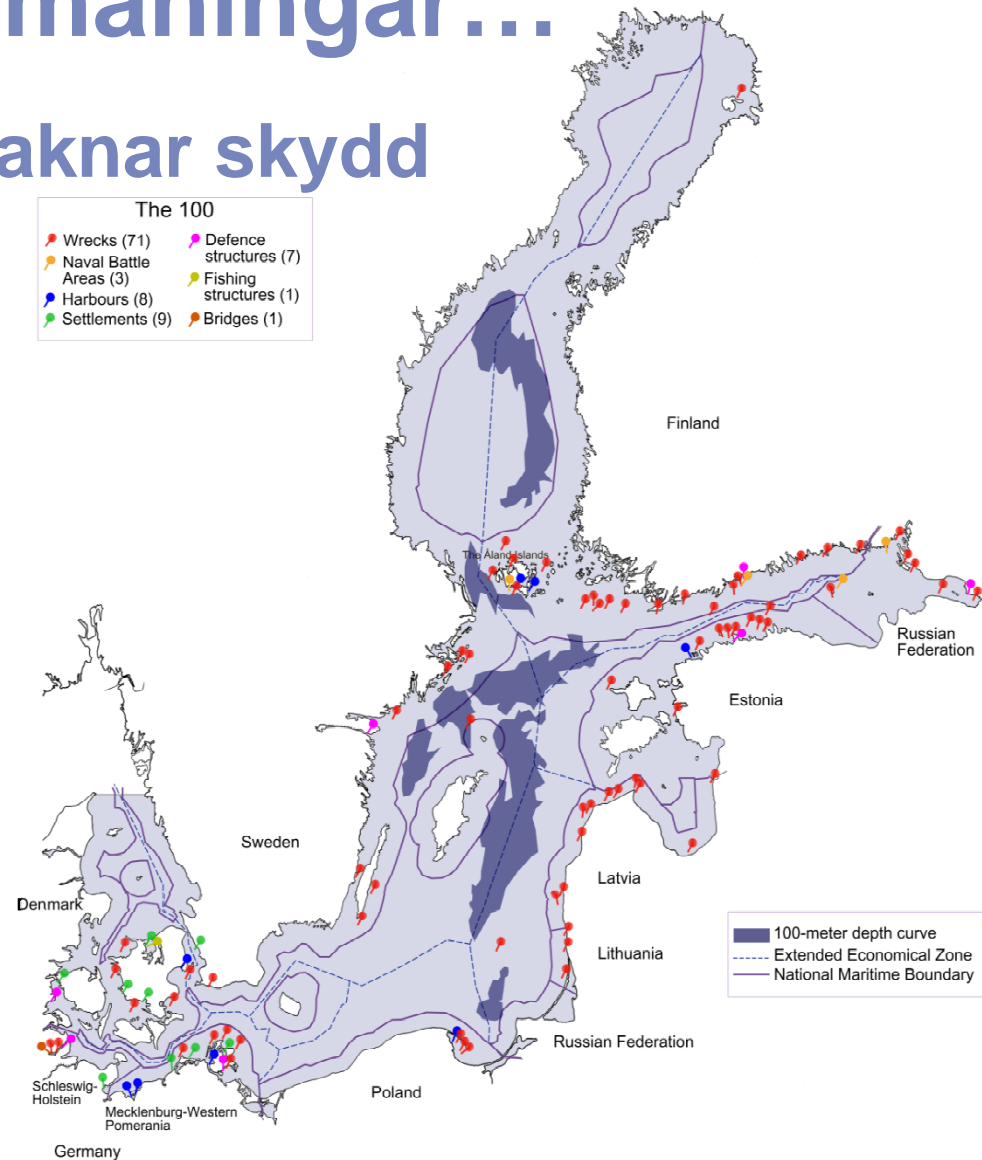 maningar...
aknar skydd
The 100
Wrecks (71)
Naval Battle
Areas (3)
Harbours (8)
Settlements (9)
Defence
structures (7)
Fishing
structures (1)
Bridges (1)
Finland
The Åland Islands
Russian
Federation
Estonia
Sweden
Latvia
Denmark
Lithuania
100-meter depth curve
Extended Economical Zone
National Maritime Boundary
Russian Federation
Schleswig-
Holstein
Poland
Mecklenburg-Western
Pomerania
Germany